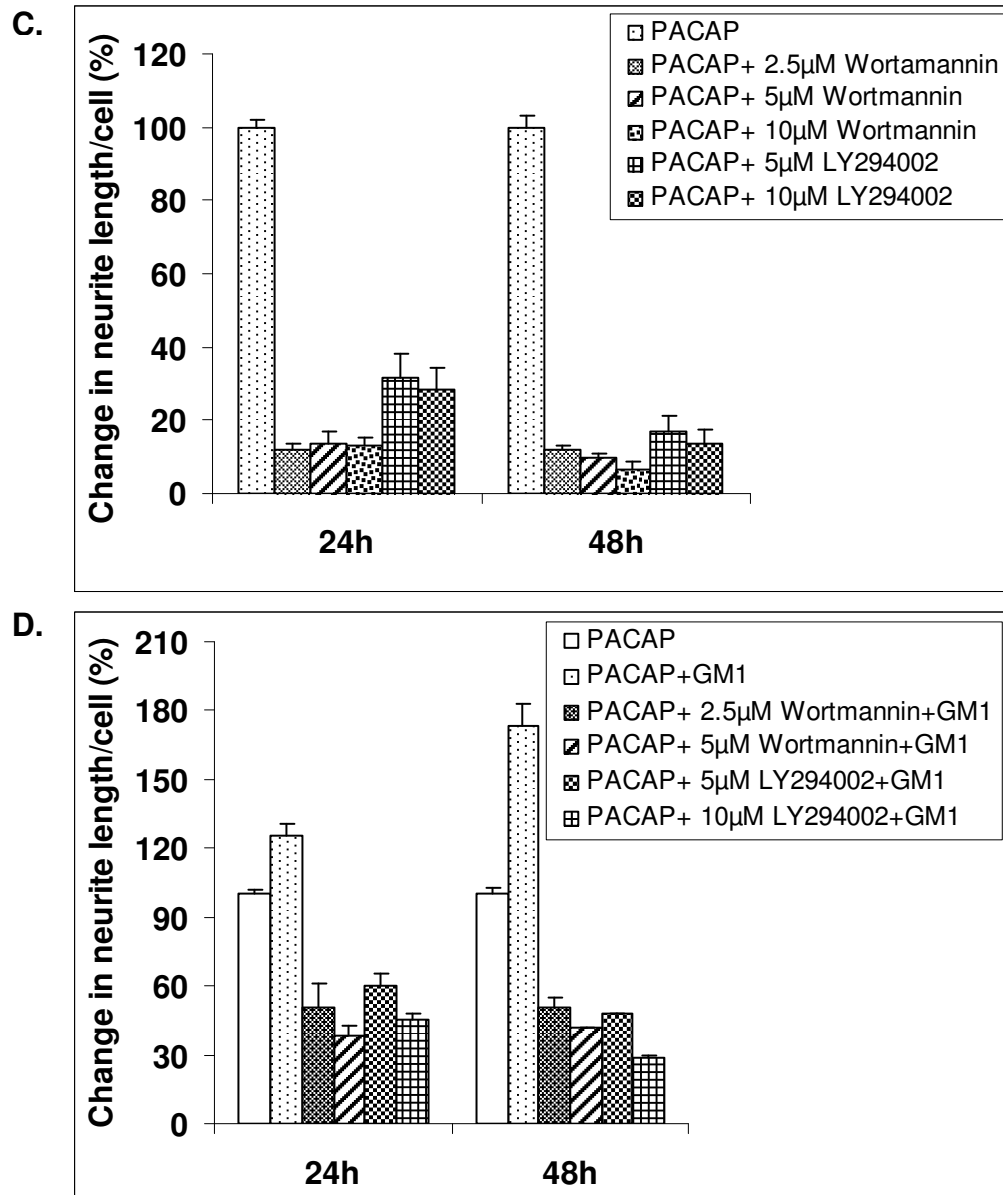 C.
Change in neurite length/cell (%)
120
100
80
60
40
20
0
24h
48h
PACAP
PACAP+ 2.5µM Wortamannin
PACAP+ 5µM Wortmannin
PACAP+ 10µM Wortmannin
PACAP+ 5µM LY294002
PACAP+ 10µM LY294002
D.
Change in neurite length/cell (%)
210
180
150
120
90
60
30
0
24h
48h
PACAP
PACAP+GM1
PACAP+ 2.5µM Wortmannin+GM1
PACAP+ 5µM Wortmannin+GM1
PACAP+ 5µM LY294002+GM1
PACAP+ 10µM LY294002+GM1